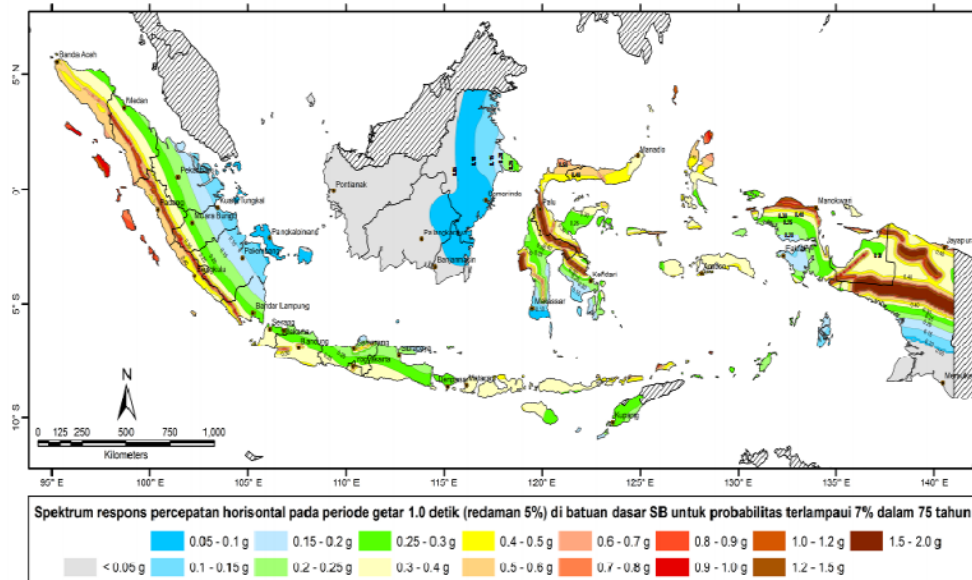 Banda Aceh
5° N
Medan
Manado
Pontianak
Kuala Tungkal
Samarinda
Palu
Manokwari
0°
Padang
Muara Bungo
Pangkalpinang
Palembang
Jayapura
Bengkulu
Banjarmasin
Kendari
Ambon
5° S
Bandar Lampung
Makassar
Serang
Bandung
Semarang
Surabaya
Yogyakarta
Denpasar
Mataram
Merauke
N
10° S
Kupang
0 125 250 500 750 1,000
Kilometers
95° E 100° E 105° E 110° E 115° E 120° E 125° E 130° E 135° E 140° E
Spektrum respons percepatan horisontal pada periode getar 1.0 detik (redaman 5%) di batuan dasar SB untuk probabilitas terlampaui 7% dalam 75 tahun
0.05 - 0.1 g 0.15 - 0.2 g 0.25 - 0.3 g 0.4 - 0.5 g 0.6 - 0.7 g 0.8 - 0.9 g 1.0 - 1.2 g 1.5 - 2.0 g
< 0.05 g 0.1 - 0.15 g 0.2 - 0.25 g 0.3 - 0.4 g 0.5 - 0.6 g 0.7 - 0.8 g 0.9 - 1.0 g 1.2 - 1.5 g